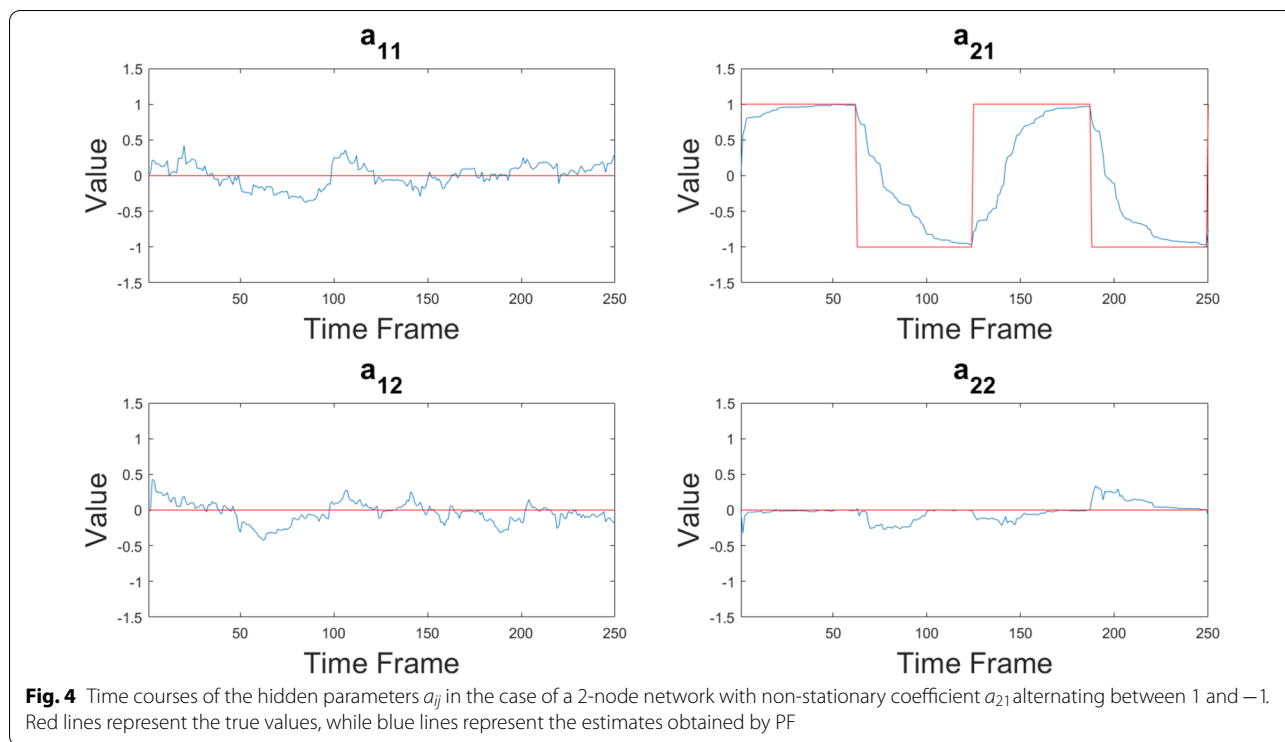 a11
1.5
1
0.5
0
-0.5
-1
-1.5
Value
50 100 150 200 250
Time Frame
a21
1.5
1
0.5
0
-0.5
-1
-1.5
Value
50 100 150 200 250
Time Frame
a12
1.5
1
0.5
0
-0.5
-1
-1.5
Value
50 100 150 200 250
Time Frame
a22
1.5
1
0.5
0
-0.5
-1
-1.5
Value
50 100 150 200 250
Time Frame
Fig. 4 Time courses of the hidden parameters aij in the case of a 2-node network with non-stationary coefficient a21 alternating between 1 and −1.
Red lines represent the true values, while blue lines represent the estimates obtained by PF